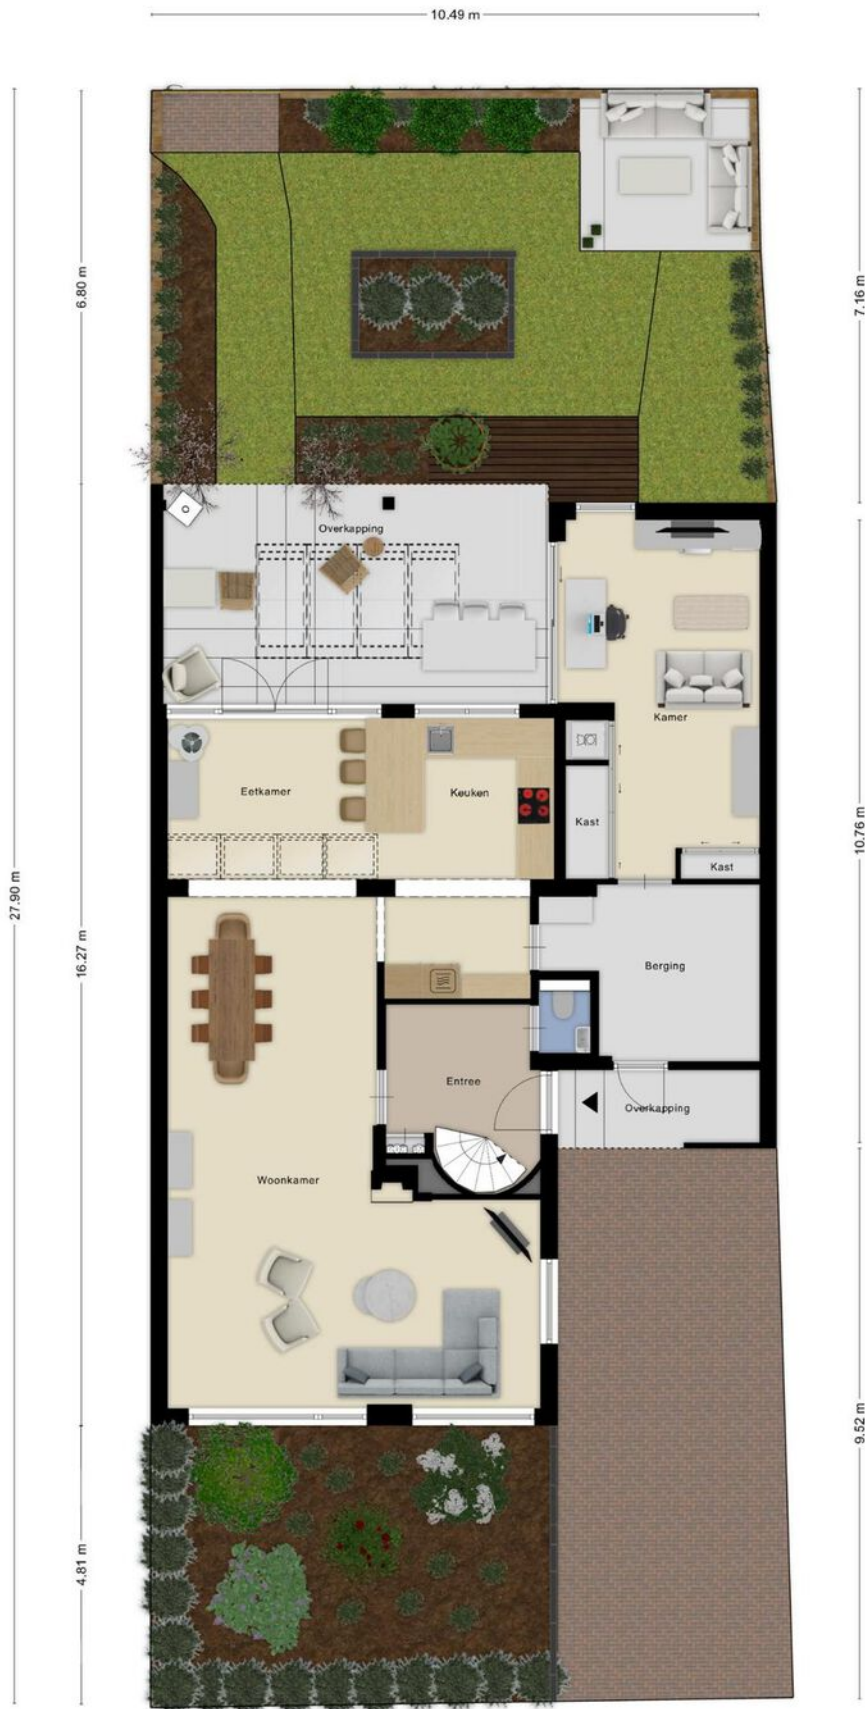 10.49 m
6.80 m
7.16 m
Overkapping
Kamer
Eetkamer
Keuken
Kast
Kast
27.90 m
10.76 m
16.27 m
Berging
Entree
Overkapping
Woonkamer
9.52 m
4.81 m